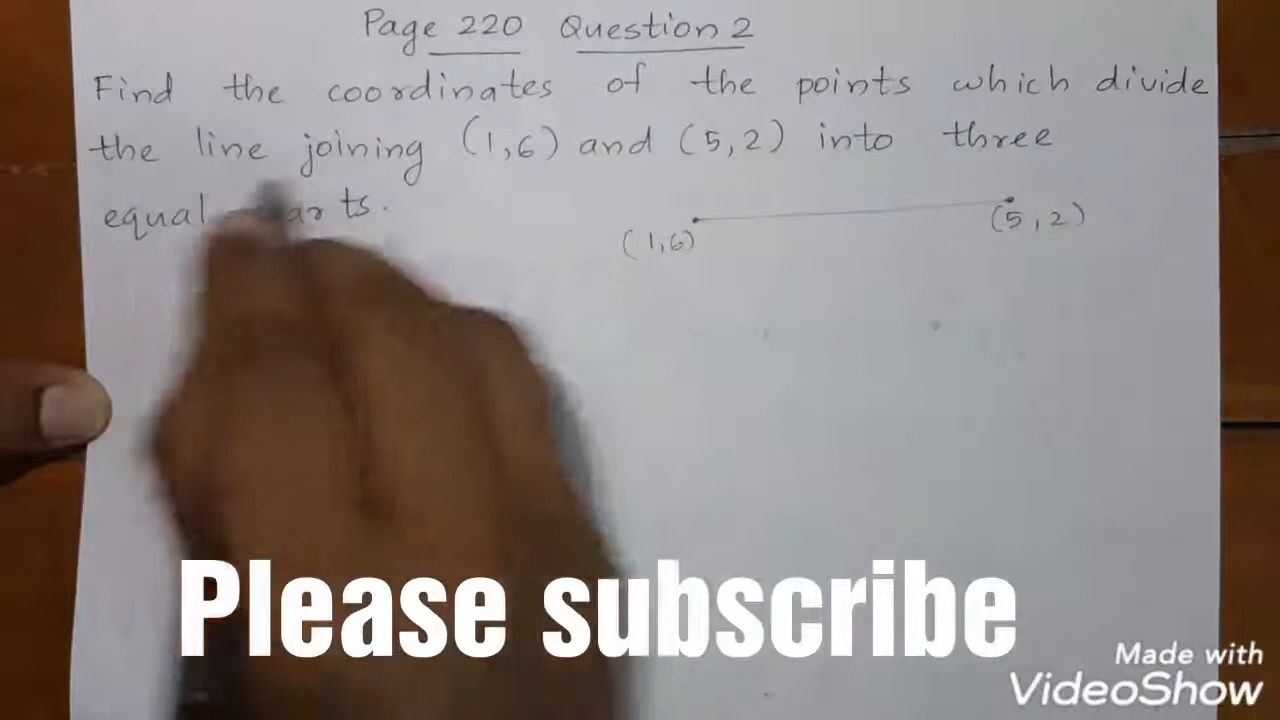 Page 220 Question 2
Find the coordinates of the points which divide
the line joining (1,6) and (5,2) into three
equal parts.
(1,6)
(5,2)
Please subscribe
Made with
VideoShow